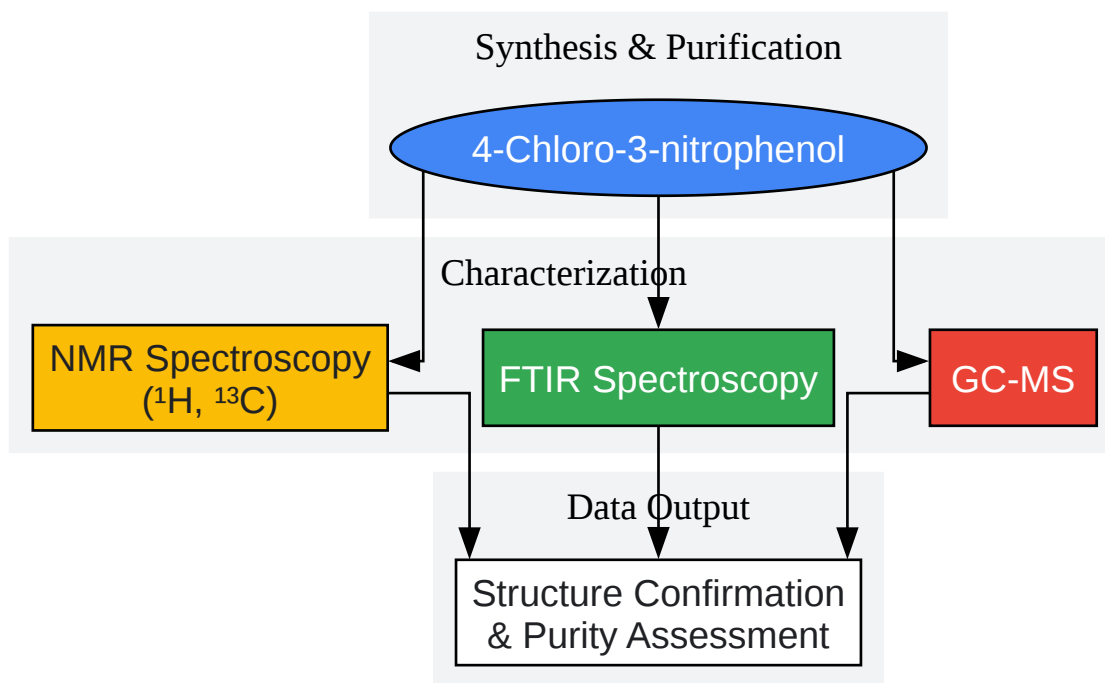 Synthesis & Purification
4-Chloro-3-nitrophenol
Characterization
NMR Spectroscopy
(¹H, ¹³C)
FTIR Spectroscopy
GC-MS
Data Output
Structure Confirmation
& Purity Assessment